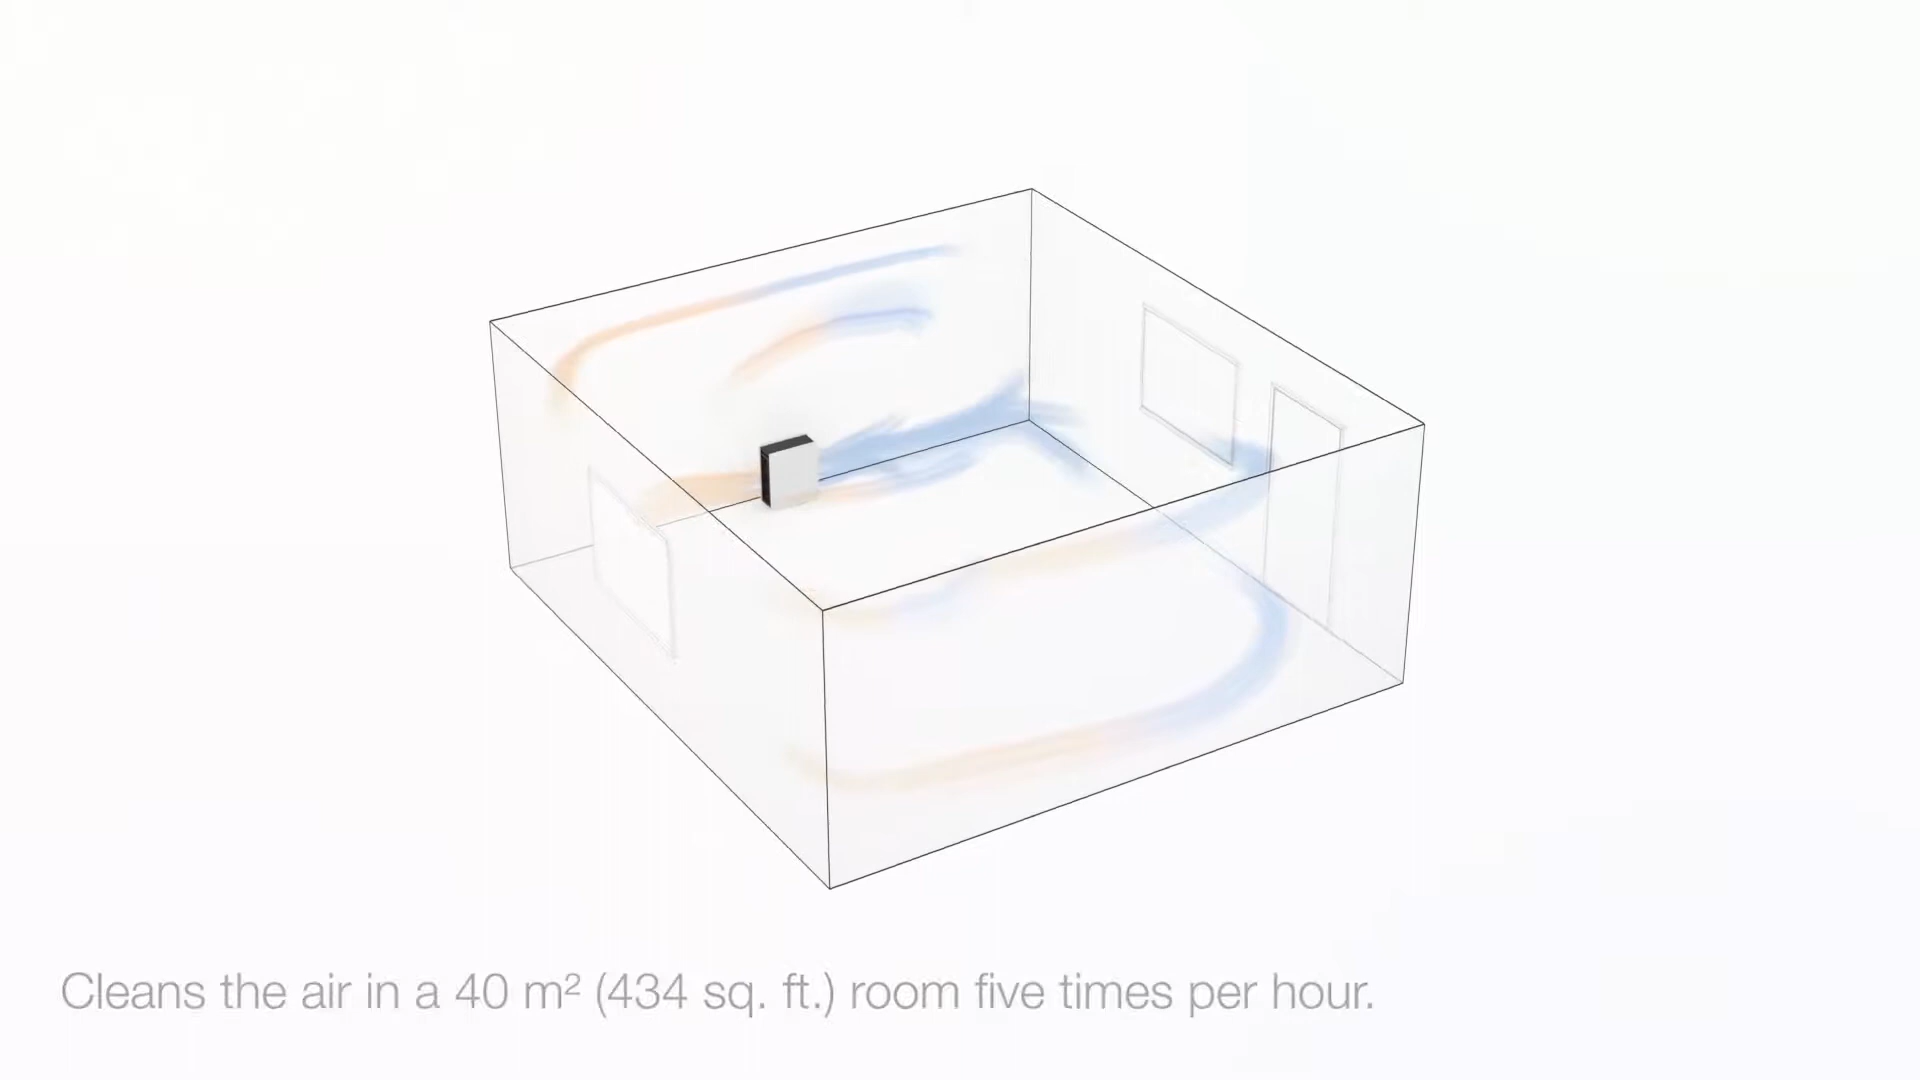 Cleans the air in a 40 m² (434 sq. ft.) room five times per hour.